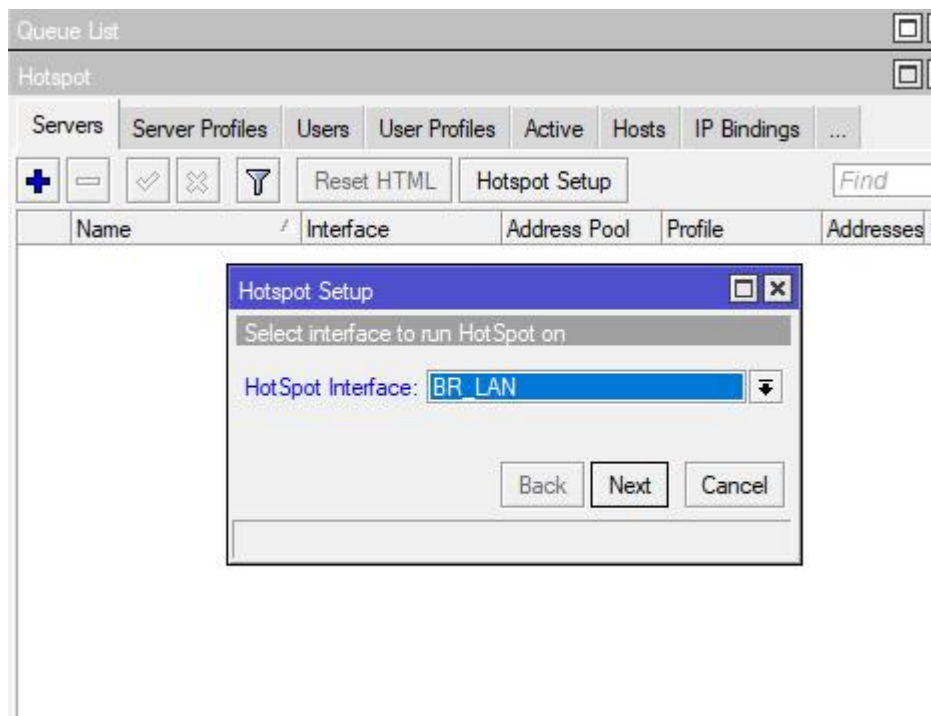 Queue List
Hotspot
Servers Server Profiles Users User Profiles Active Hosts IP Bindings ...
Reset HTML Hotspot Setup Find
Name Interface Address Pool Profile Addresses
Hotspot Setup
Select interface to run HotSpot on
HotSpot Interface: BR_LAN
Back Next Cancel